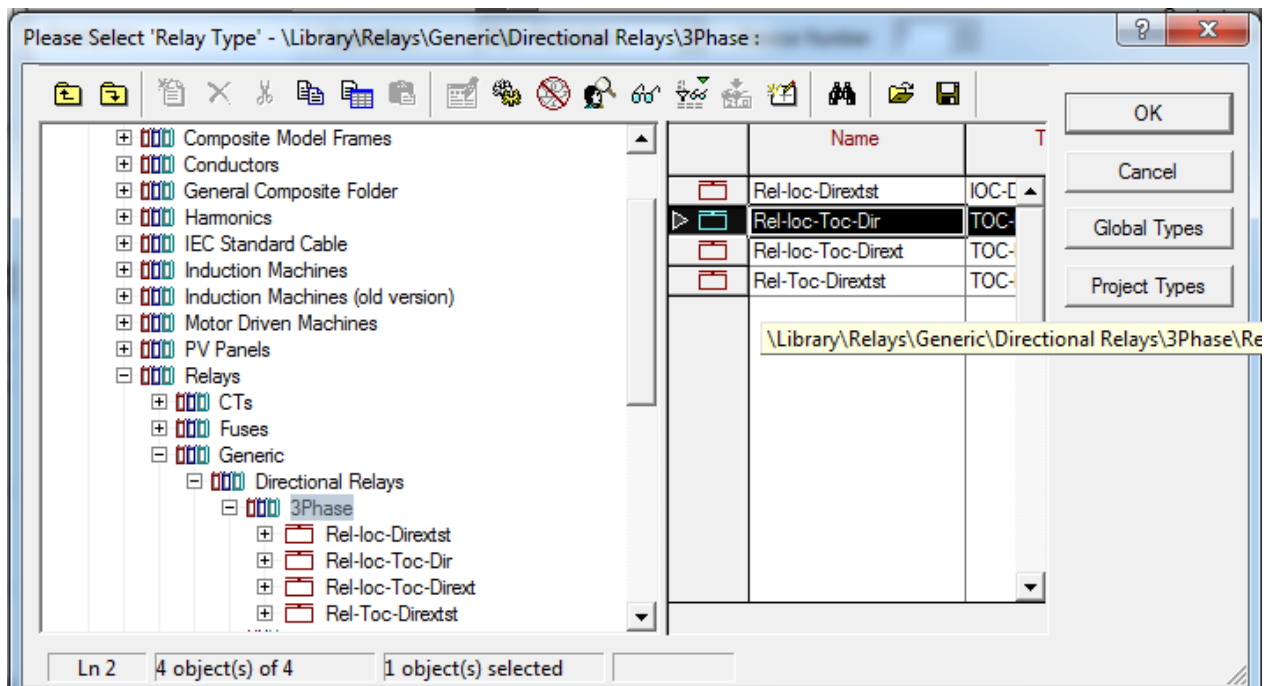 Please Select 'Relay Type' - \Library\Relays\Generic\Directional Relays\3Phase :
OK
Cancel
Global Types
Project Types
Composite Model Frames
Conductors
General Composite Folder
Harmonics
IEC Standard Cable
Induction Machines
Induction Machines (old version)
Motor Driven Machines
PV Panels
Relays
CTs
Fuses
Generic
Directional Relays
3Phase
Rel-Ioc-Dirextst
Rel-Ioc-Toc-Dir
Rel-Ioc-Toc-Dirext
Rel-Toc-Dirextst
Name T
Rel-Ioc-Dirextst IOC-D
Rel-Ioc-Toc-Dir TOC-
Rel-Ioc-Toc-Dirext TOC-
Rel-Toc-Dirextst TOC-
\Library\Relays\Generic\Directional Relays\3Phase\Re
Ln 2 4 object(s) of 4 1 object(s) selected